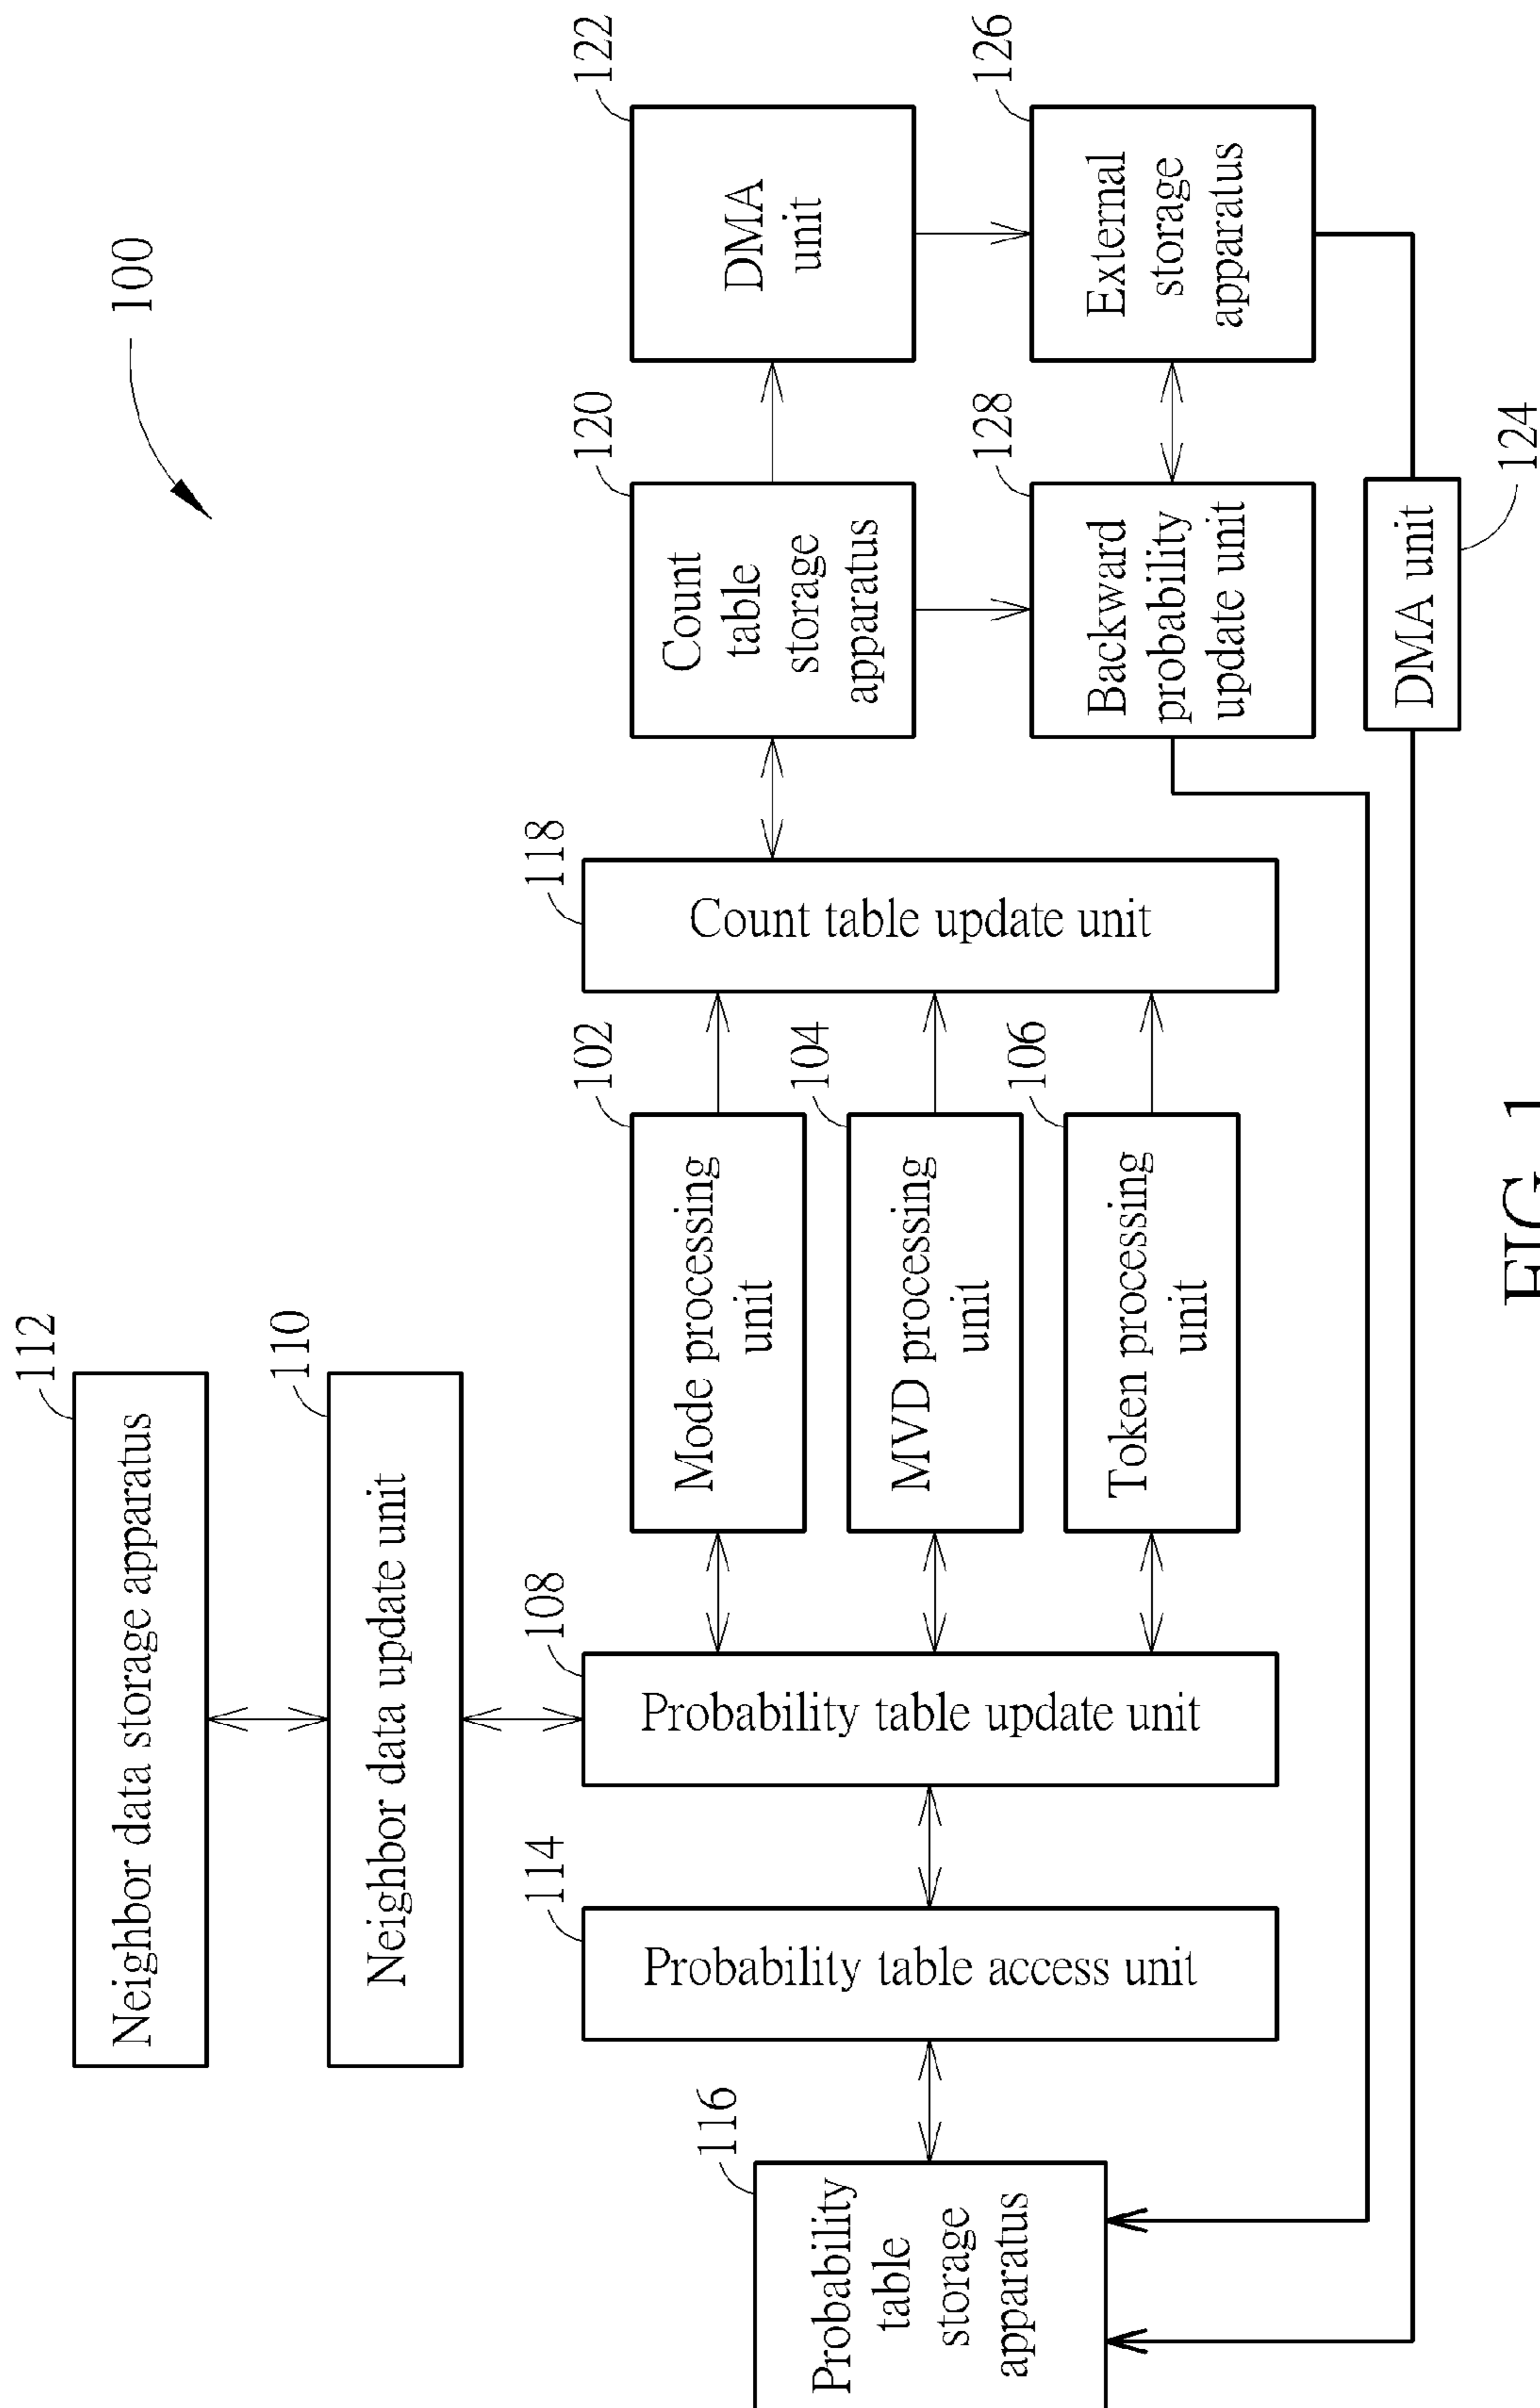 100
112
Neighbor data storage apparatus
110
Neighbor data update unit
116
Probability
table
storage
apparatus
114
Probability table access unit
108
Probability table update unit
102
Mode processing
unit
104
MVD processing
unit
106
Token processing
unit
118
Count table update unit
120
Count
table
storage
apparatus
122
DMA
unit
128
Backward
probability
update unit
126
External
storage
apparatus
DMA unit
124